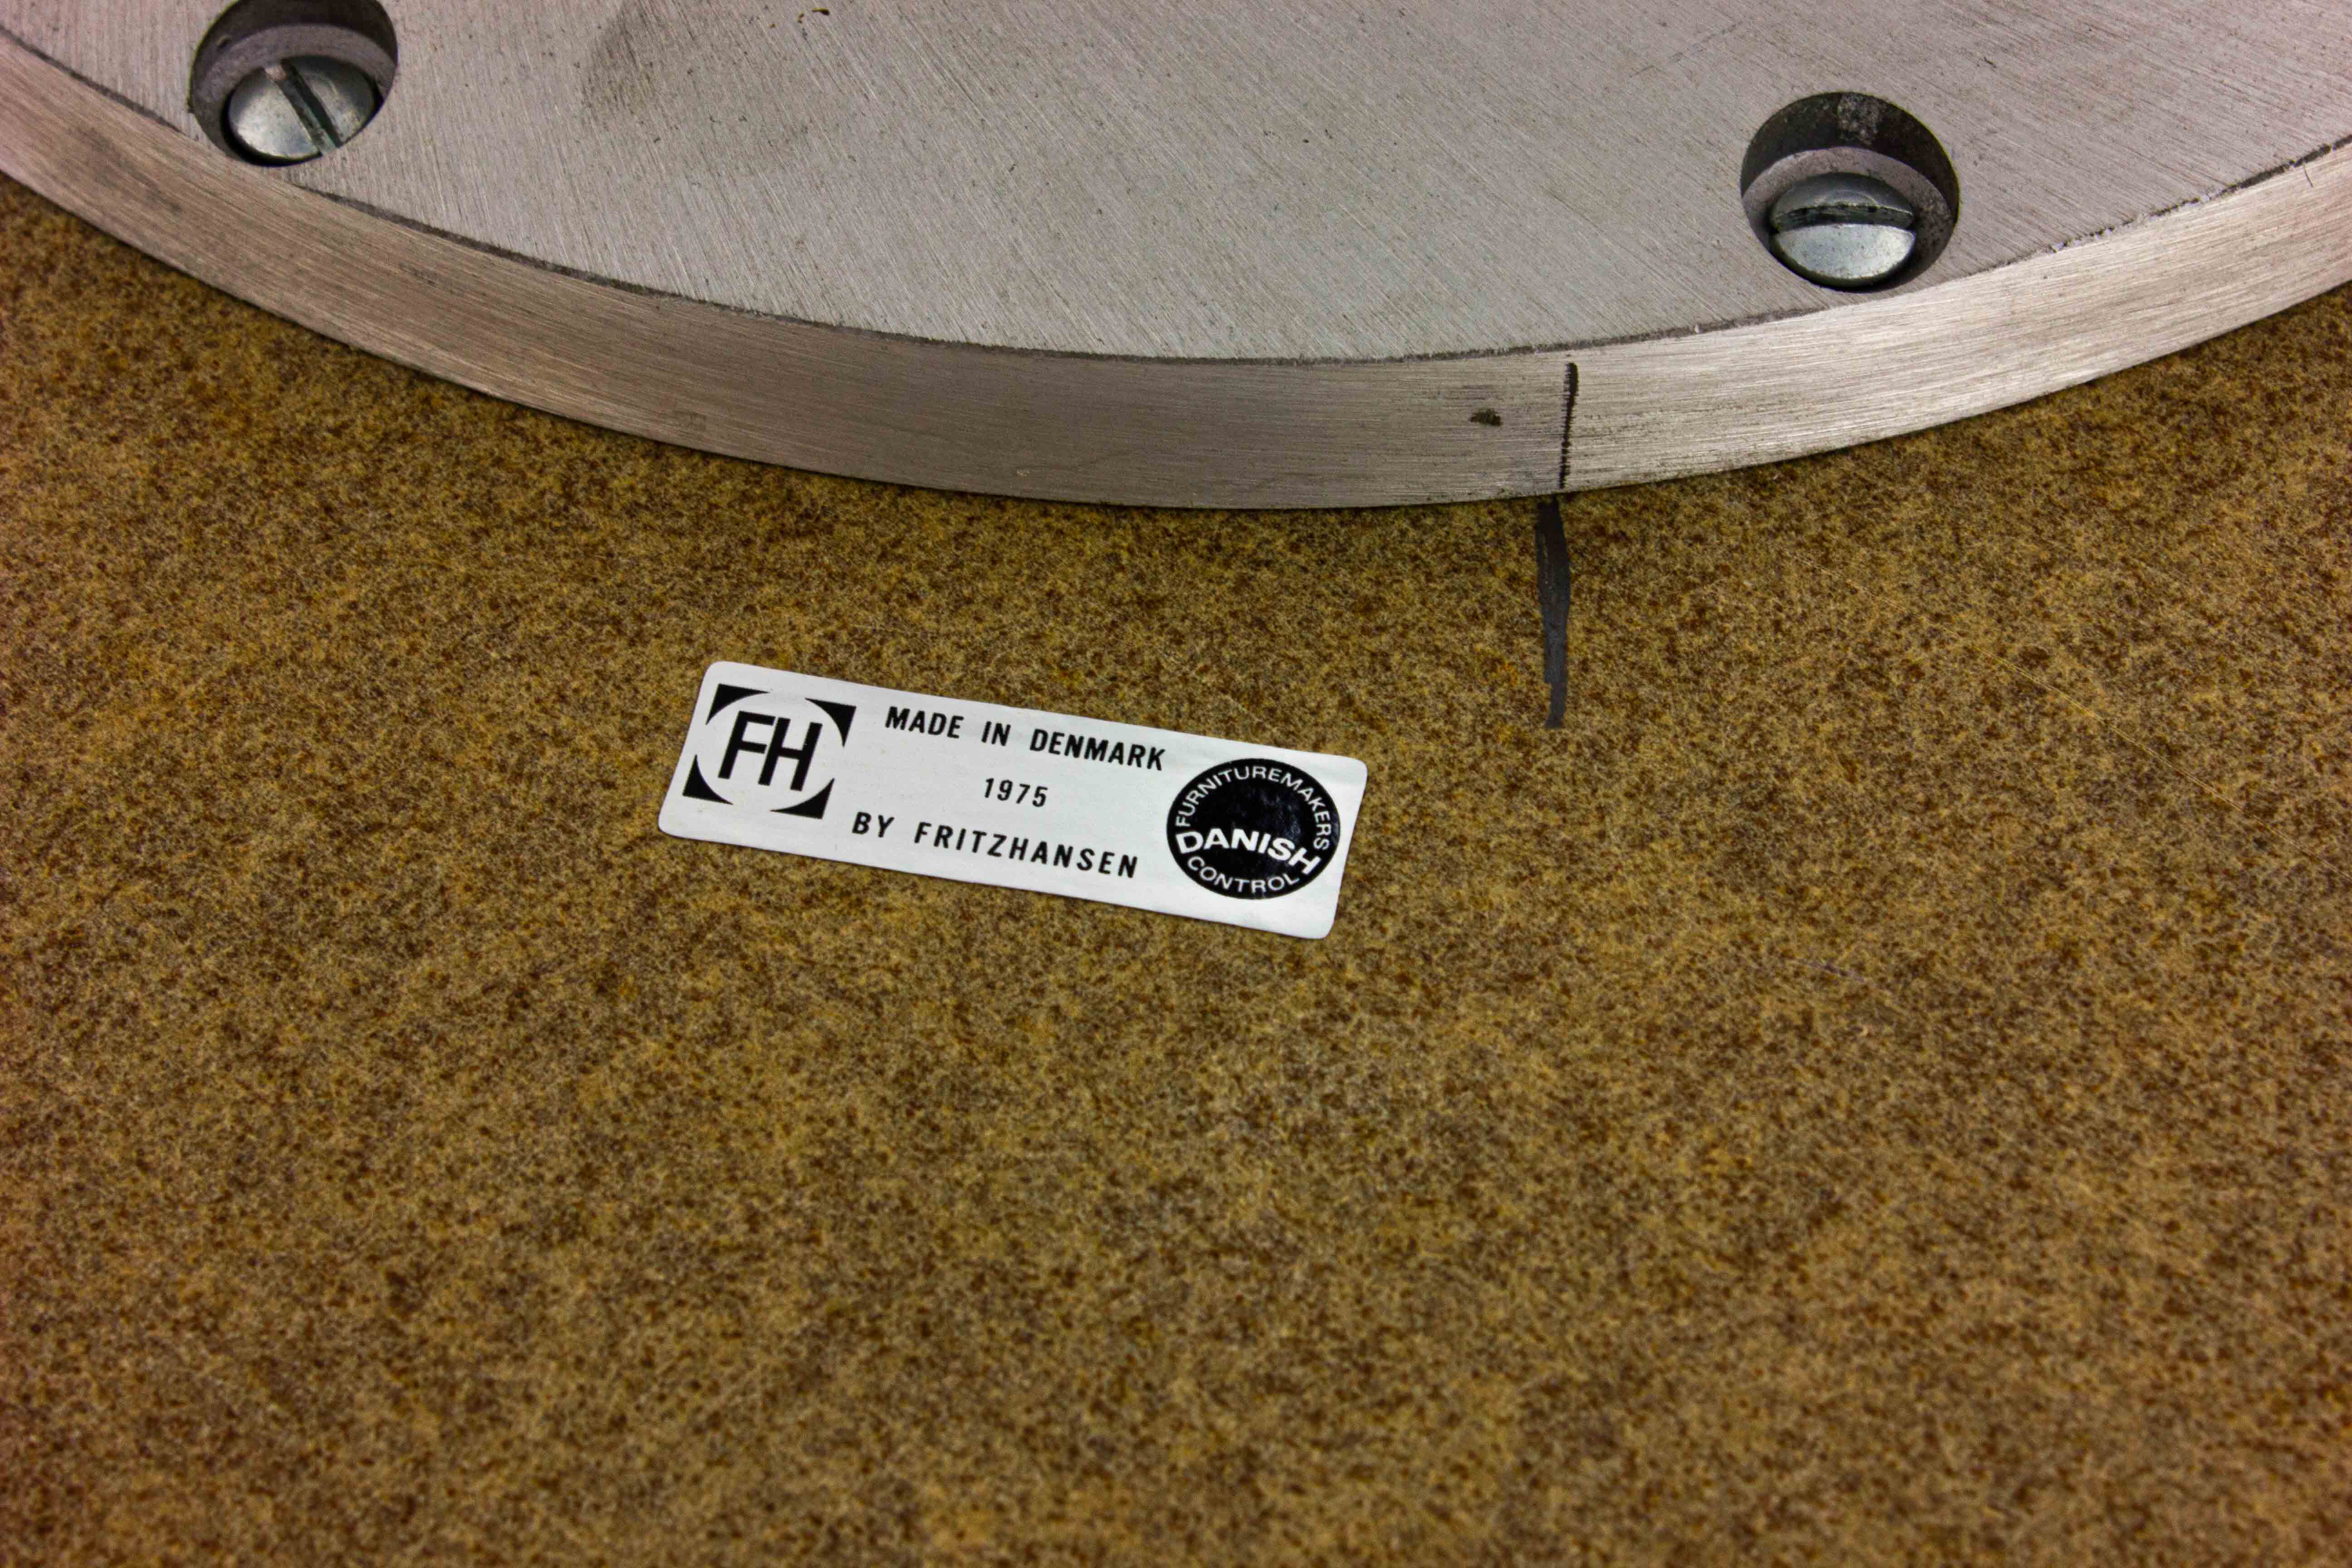 FH
MADE IN DENMARK
1975
BY FRITZHANSEN
FURNITUREMAKERS
DANISH
CONTROL